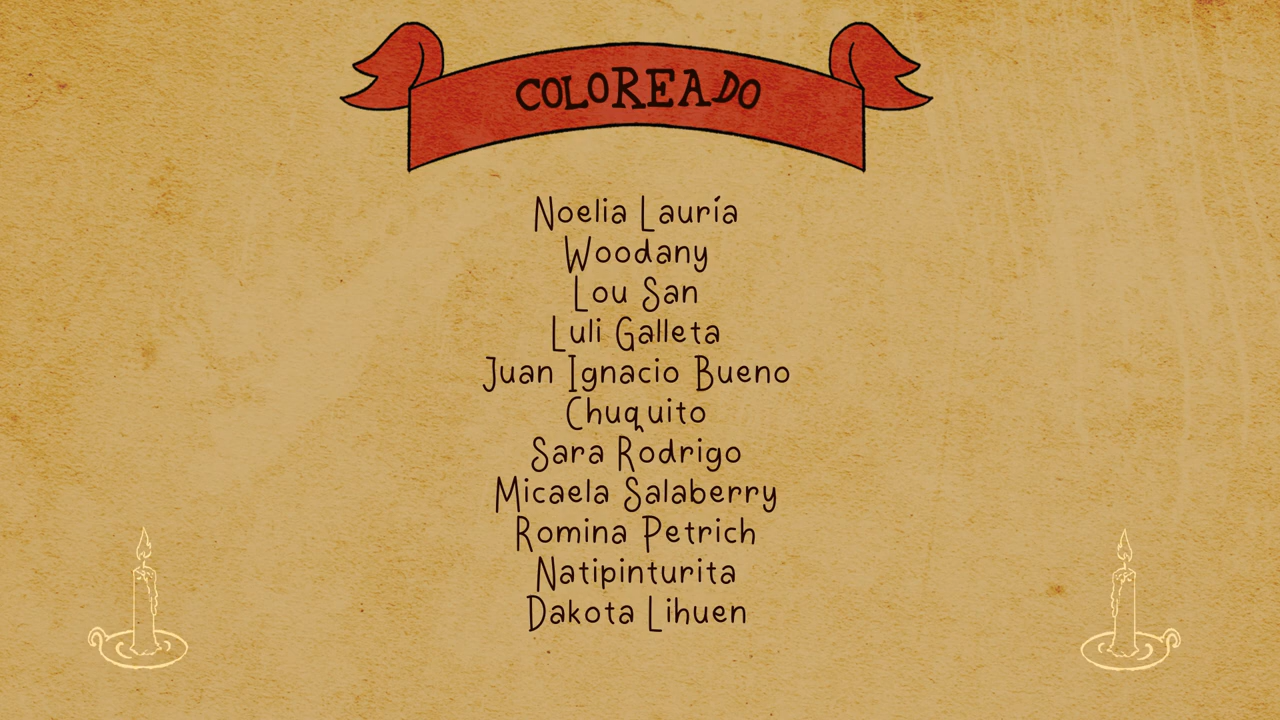 COLOREADO
Noelia Lauría
Woodany
Lou San
Luli Galleta
Juan Ignacio Bueno
Chuquito
Sara Rodrigo
Micaela Salaberry
Romina Petrich
Natipinturita
Dakota Lihuen